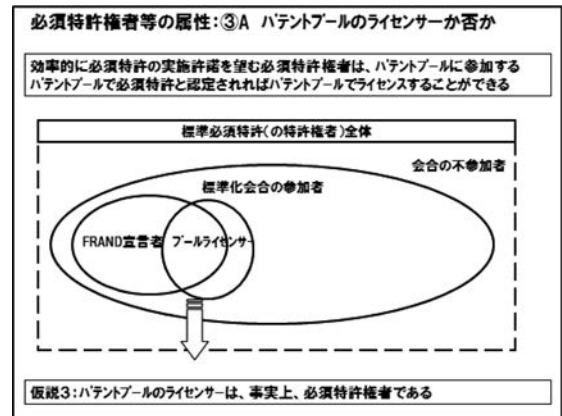 必須特許権者等の属性:③A パテントプールのライセンサーか否か
効率的に必須特許の実施許諾を望む必須特許権者は、パテントプールに参加する
パテントプールで必須特許と認定されればパテントプールでライセンスすることができる
標準必須特許(の特許権者)全体
会合の不参加者
標準化会合の参加者
FRAND宣言者
プールライセンサー
仮説3:パテントプールのライセンサーは、事実上、必須特許権者である